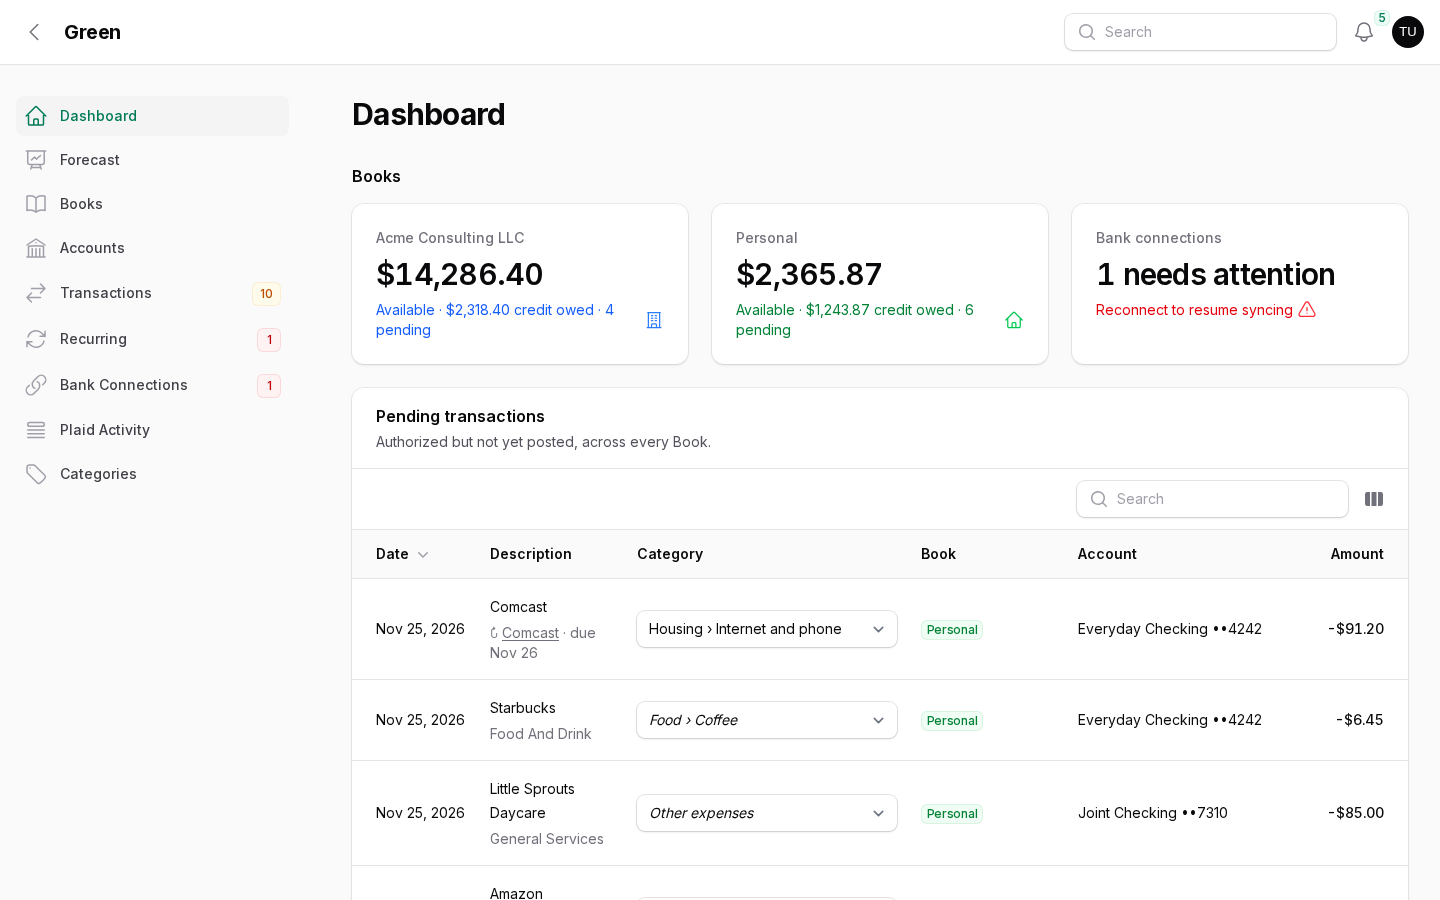 Green
Search
5
TU
Dashboard
Forecast
Books
Accounts
Transactions 10
Recurring 1
Bank Connections 1
Plaid Activity
Categories
Dashboard
Books
Acme Consulting LLC
$14,286.40
Available · $2,318.40 credit owed · 4
pending
Personal
$2,365.87
Available · $1,243.87 credit owed · 6
pending
Bank connections
1 needs attention
Reconnect to resume syncing
Pending transactions
Authorized but not yet posted, across every Book.
Search
Date Description Category Book Account Amount
Nov 25, 2026 Comcast Housing › Internet and phone Personal Everyday Checking ••4242 -$91.20
Comcast · due
Nov 26
Nov 25, 2026 Starbucks Food › Coffee Personal Everyday Checking ••4242 -$6.45
Food And Drink
Little Sprouts
Nov 25, 2026 Daycare Other expenses Personal Joint Checking ••7310 -$85.00
General Services
Amazon